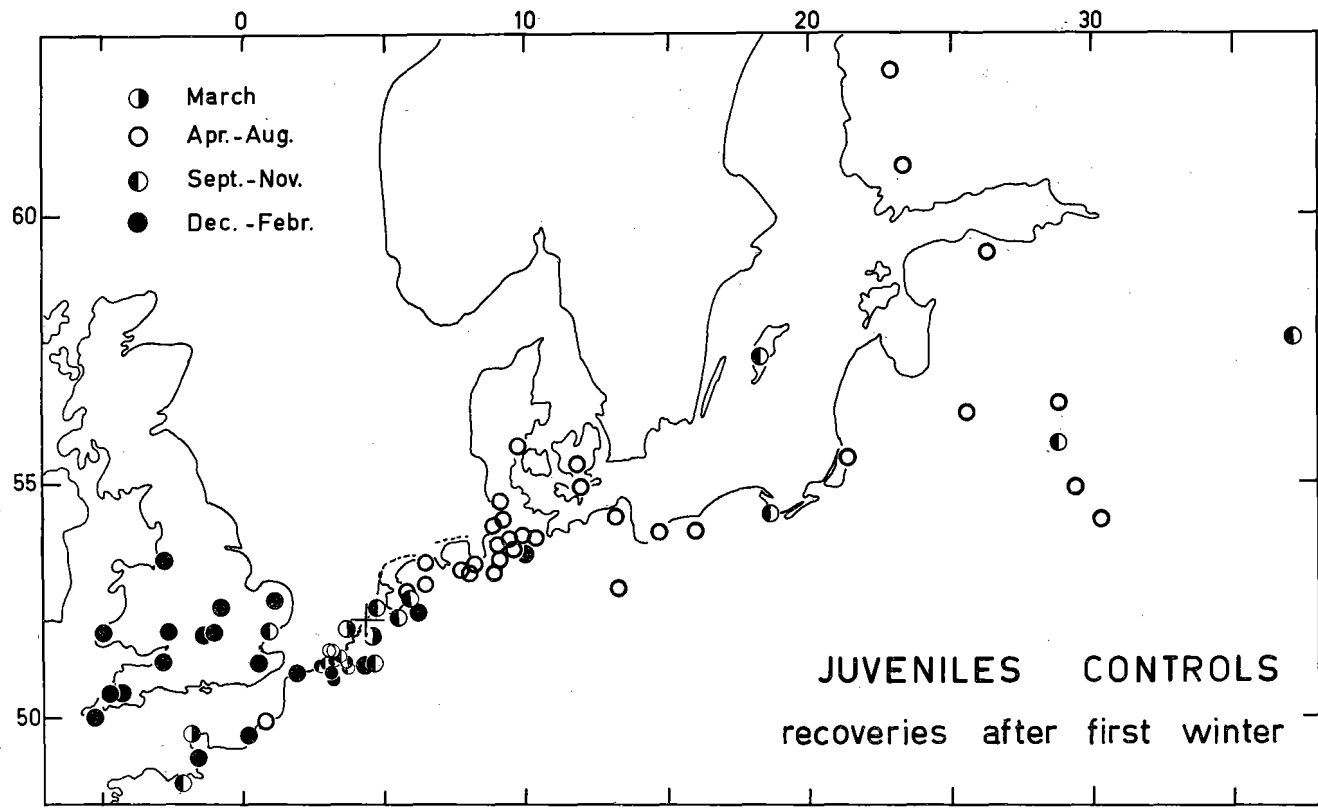 0 10 20 30
March
Apr.-Aug.
Sept.-Nov.
Dec.-Febr.
60
55
50
JUVENILES CONTROLS
recoveries after first winter